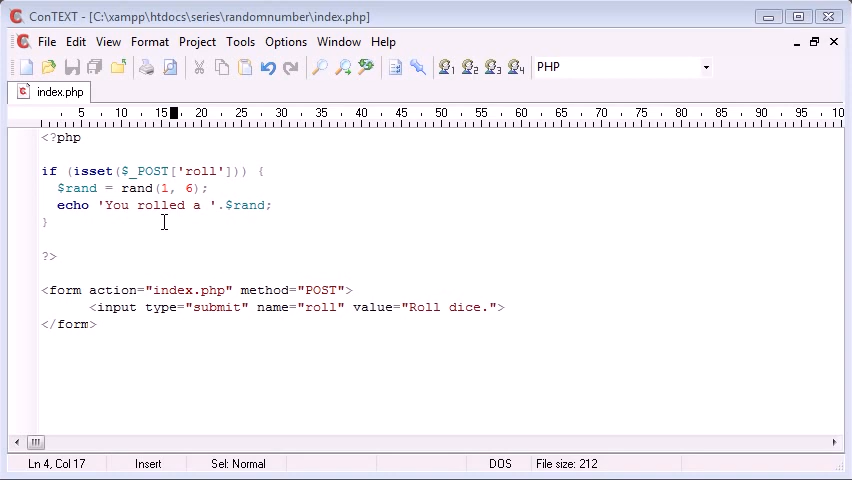 ConTEXT - [C:\xampp\htdocs\series\randomnumber\index.php]
File Edit View Format Project Tools Options Window Help
1 2 3 4 PHP
index.php
5 10 15 20 25 30 35 40 45 50 55 60 65 70 75 80 85 90 95 10
<?php
if (isset($_POST['roll'])) {
$rand = rand(1, 6);
echo 'You rolled a '.$rand;
}
?>
<form action="index.php" method="POST">
<input type="submit" name="roll" value="Roll dice.">
</form>
Ln 4, Col 17 Insert Sel: Normal DOS File size: 212